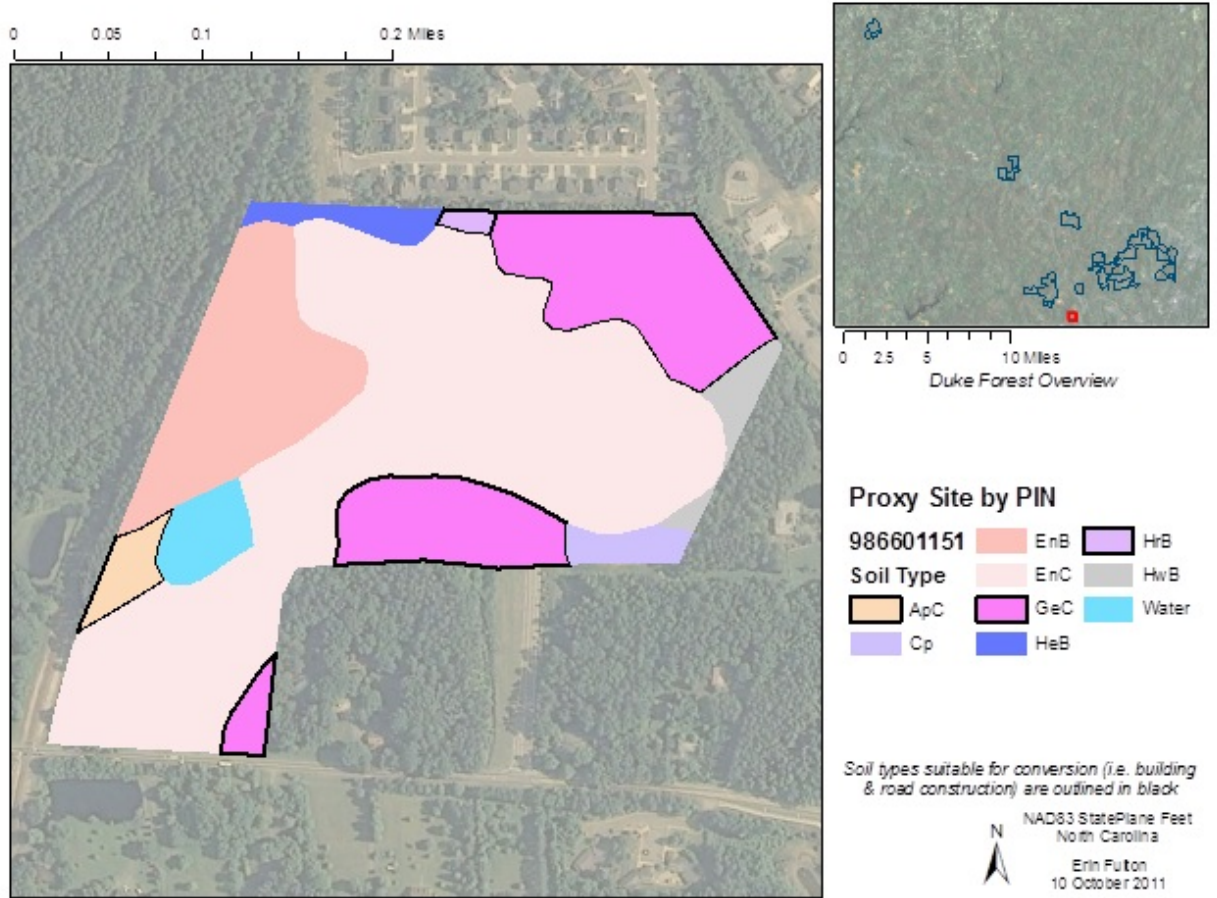 0 0.05 0.1 0.2 Miles
0 2.5 5 10 Miles
Duke Forest Overview
Proxy Site by PIN
986601151
Soil Type
ApC
Cp
EnB
EnC
GeC
HeB
HrB
HwB
Water
Soil types suitable for conversion (i.e. building
& road construction) are outlined in black
N
NAD83 StatePlane Feet
North Carolina
Erin Fulton
10 October 2011